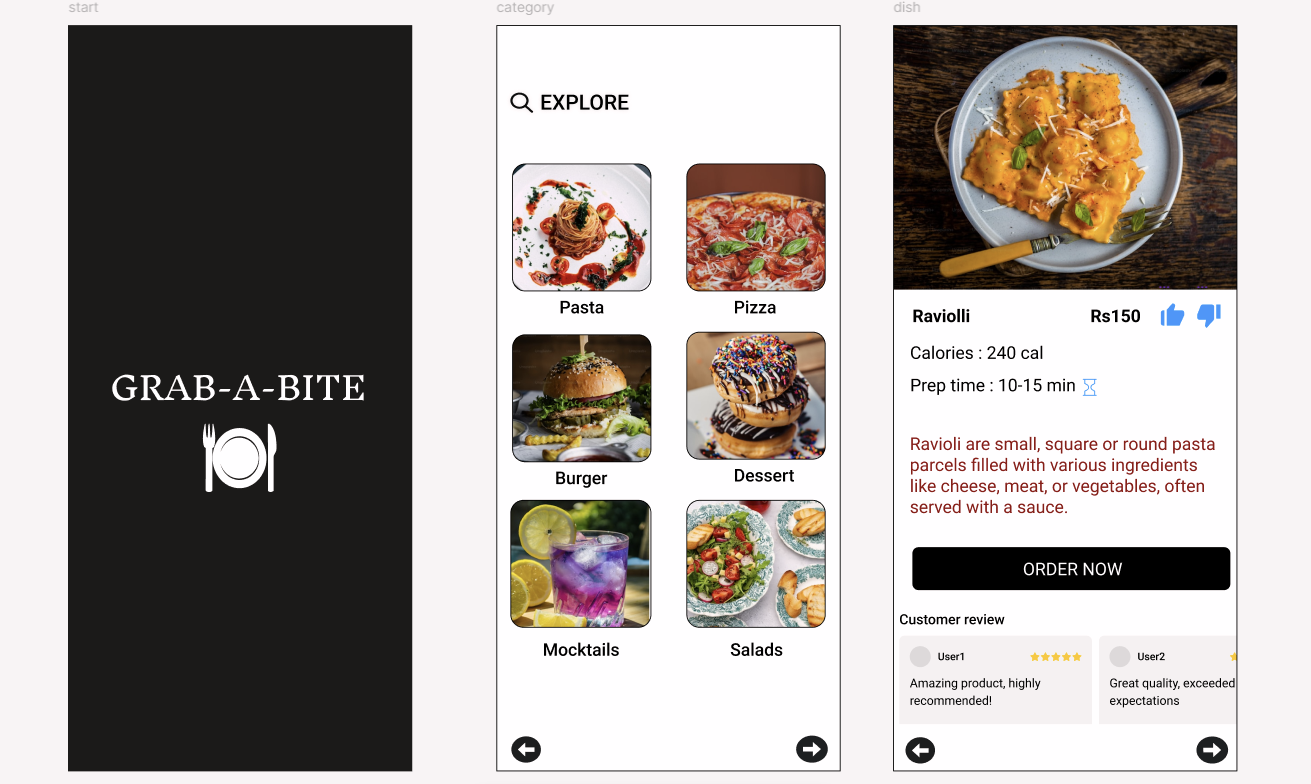 start
category
dish
GRAB-A-BITE
EXPLORE
Pasta
Pizza
Burger
Dessert
Mocktails
Salads
Raviolli
Rs150
Calories : 240 cal
Prep time : 10-15 min
Ravioli are small, square or round pasta
parcels filled with various ingredients
like cheese, meat, or vegetables, often
served with a sauce.
ORDER NOW
Customer review
User1
Amazing product, highly
recommended!
User2
Great quality, exceeded
expectations